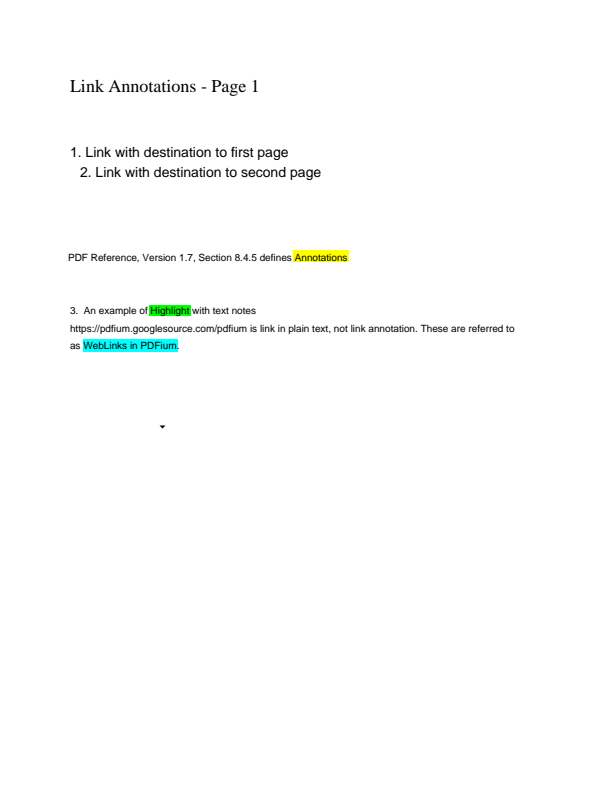 Link Annotations - Page 1
1. Link with destination to first page
2. Link with destination to second page
PDF Reference, Version 1.7, Section 8.4.5 defines Annotations
3. An example of Highlight with text notes
https://pdfium.googlesource.com/pdfium is link in plain text, not link annotation. These are referred to
as WebLinks in PDFium.